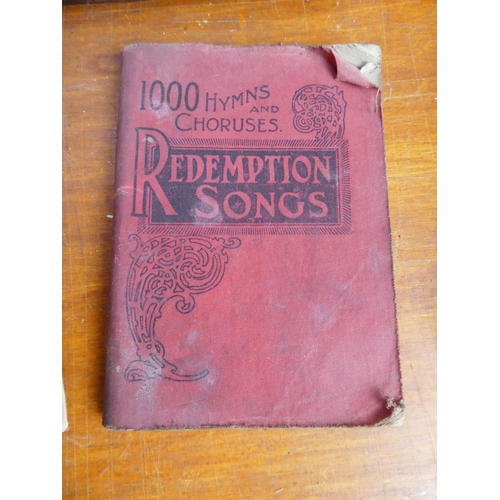 1000 HYMNS
AND
CHORUSES.
REDEMPTION
SONGS